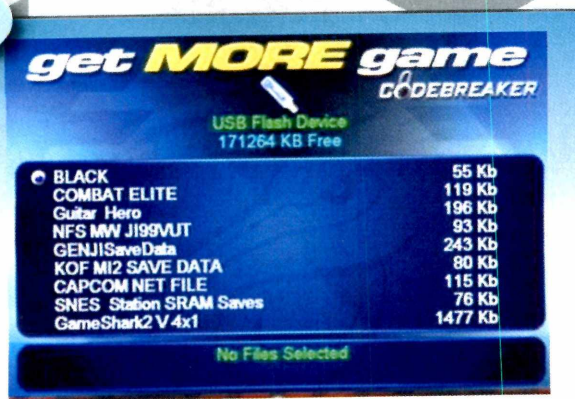 get MORE game
CODEBREAKER
USB Flash Device
171264 KB Free
BLACK 55 Kb
COMBAT ELITE 119 Kb
Guitar Hero 196 Kb
NFS MW JI99VUT 93 Kb
GENJISaveData 243 Kb
KOF MI2 SAVE DATA 80 Kb
CAPCOM NET FILE 115 Kb
SNES Station SRAM Saves 76 Kb
GameShark2 V 4x1 1477 Kb
No Files Selected